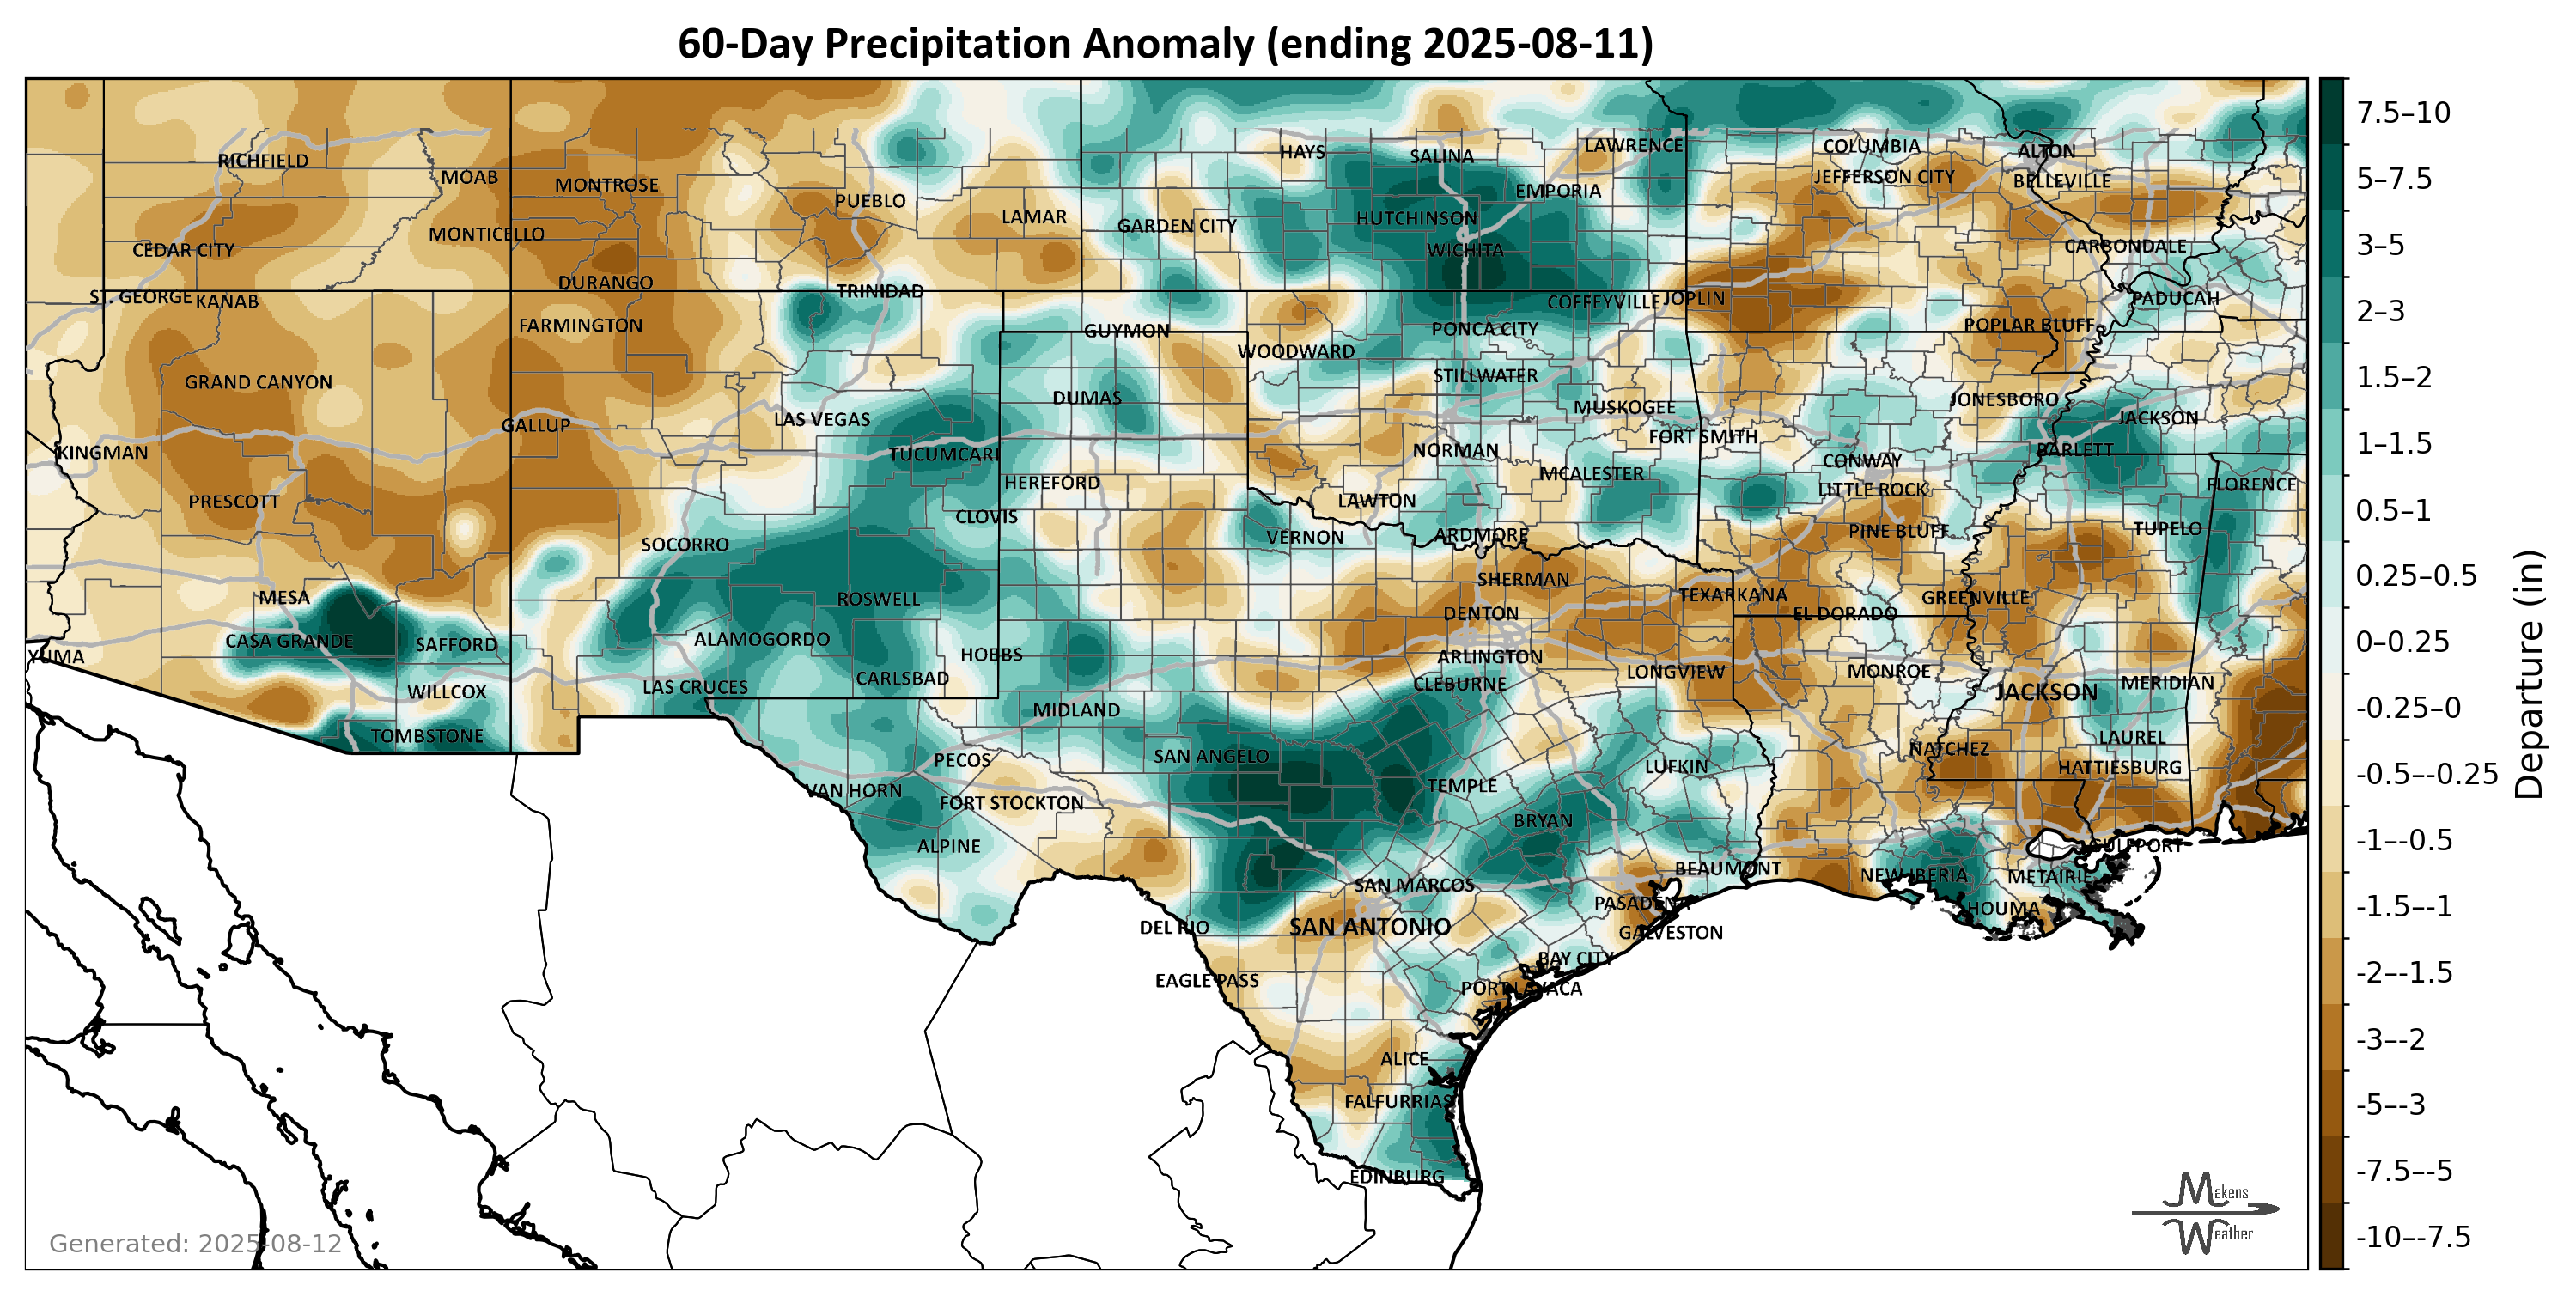 60-Day Precipitation Anomaly (ending 2025-08-11)
HAYS
SALINA
LAWRENCE
COLUMBIA
ALTON
RICHFIELD
MOAB
MONTROSE
PUEBLO
EMPORIA
JEFFERSON CITY
BELLEVILLE
LAMAR
GARDEN CITY
HUTCHINSON
MONTICELLO
CEDAR CITY
WICHITA
CARBONDALE
DURANGO
TRINIDAD
ST. GEORGE
KANAB
COFFEYVILLE
JOPLIN
PADUCAH
FARMINGTON
GUYMON
PONCA CITY
POPLAR BLUFF
WOODWARD
GRAND CANYON
STILLWATER
DUMAS
MUSKOGEE
JONESBORO
GALLUP
LAS VEGAS
JACKSON
FORT SMITH
KINGMAN
TUCUMCARI
NORMAN
BARLETT
CONWAY
MCALESTER
HEREFORD
LITTLE ROCK
FLORENCE
PRESCOTT
LAWTON
CLOVIS
PINE BLUFF
TUPELO
SOCORRO
VERNON
ARDMORE
SHERMAN
MESA
ROSWELL
TEXARKANA
GREENVILLE
DENTON
EL DORADO
CASA GRANDE
SAFFORD
ALAMOGORDO
YUMA
HOBBS
ARLINGTON
LONGVIEW
MONROE
CARLSBAD
LAS CRUCES
CLEBURNE
MERIDIAN
WILLCOX
JACKSON
MIDLAND
TOMBSTONE
LAUREL
NATCHEZ
SAN ANGELO
PECOS
LUFKIN
HATTIESBURG
TEMPLE
VAN HORN
FORT STOCKTON
BRYAN
ALPINE
GULFPORT
BEAUMONT
NEW IBERIA
METAIRIE
SAN MARCOS
PASADENA
HOUMA
DEL RIO
SAN ANTONIO
GALVESTON
BAY CITY
EAGLE PASS
PORT LAVACA
ALICE
FALFURRIAS
EDINBURG
Generated: 2025-08-12
Makens
Weather
7.5–10
5–7.5
3–5
2–3
1.5–2
1–1.5
0.5–1
0.25–0.5
0–0.25
-0.25–0
-0.5–-0.25
-1–-0.5
-1.5–-1
-2–-1.5
-3–-2
-5–-3
-7.5–-5
-10–-7.5
Departure (in)